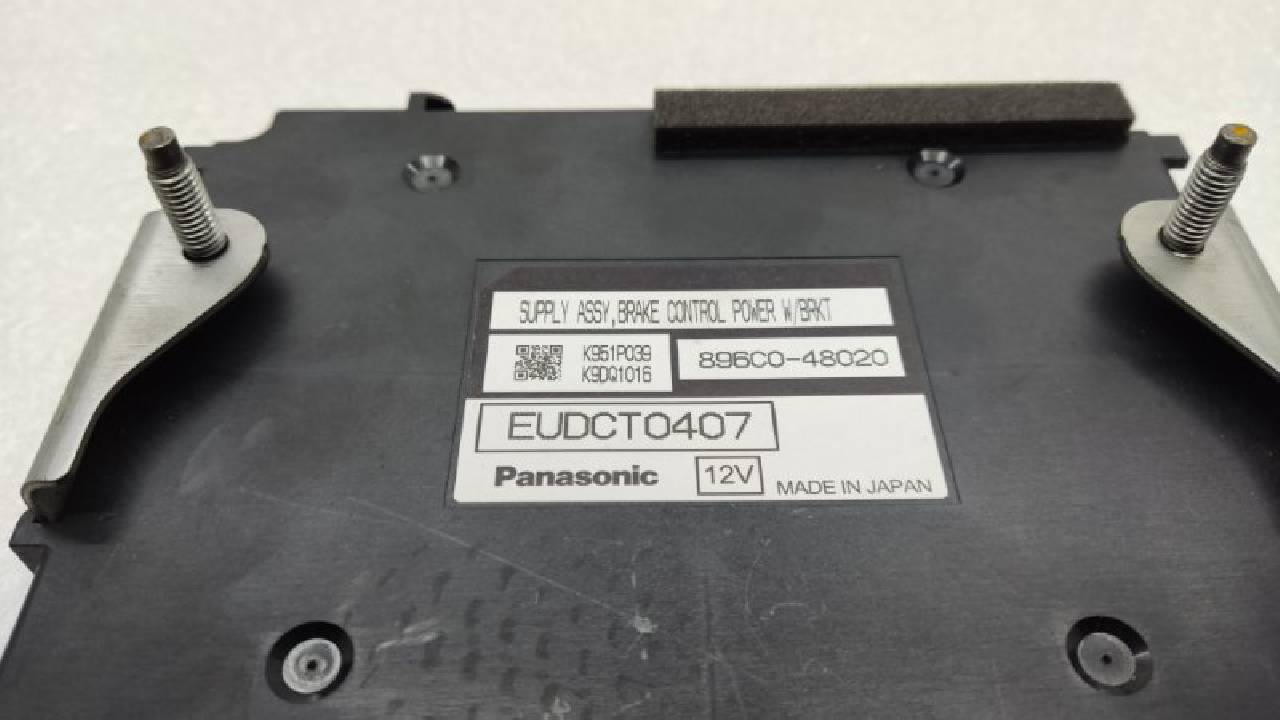 SUPPLY ASSY,BRAKE CONTROL POWER W/BRKT
K951P039
K9DQ1016
896C0-48020
EUDCT0407
Panasonic 12V MADE IN JAPAN